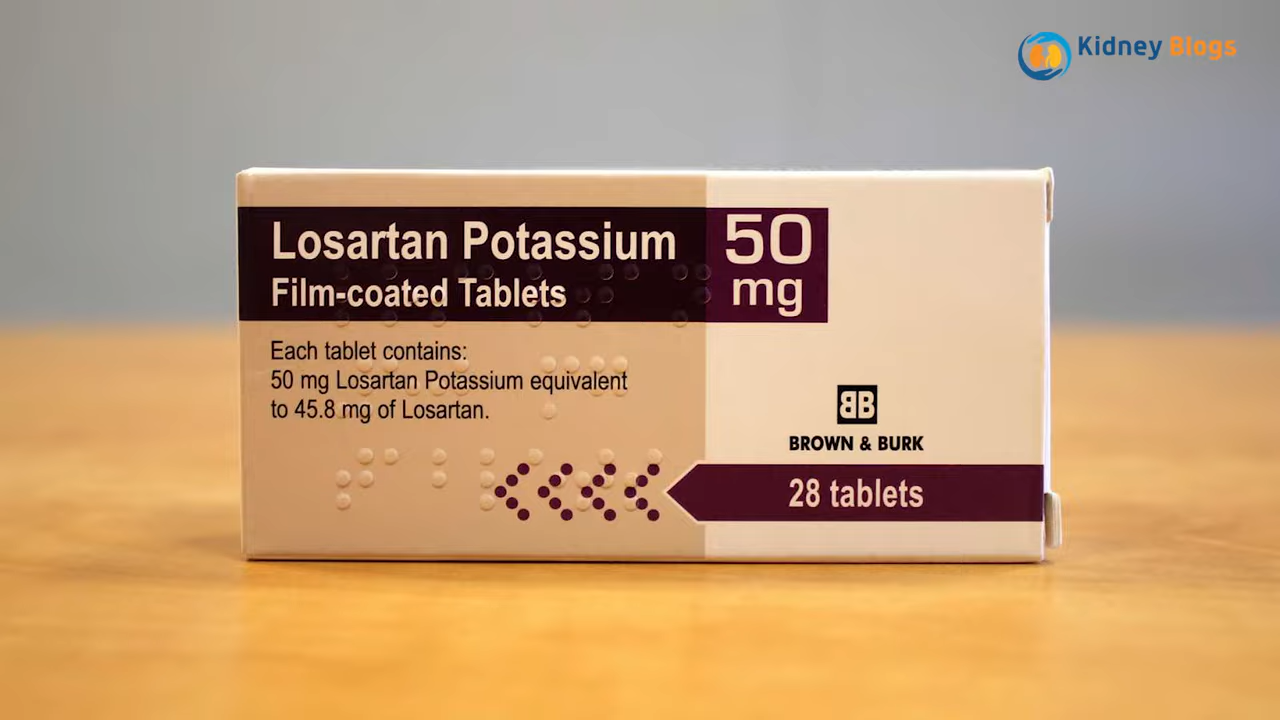 Kidney Blogs
Losartan Potassium
Film-coated Tablets
50
mg
Each tablet contains:
50 mg Losartan Potassium equivalent
to 45.8 mg of Losartan.
BB
BROWN & BURK
28 tablets